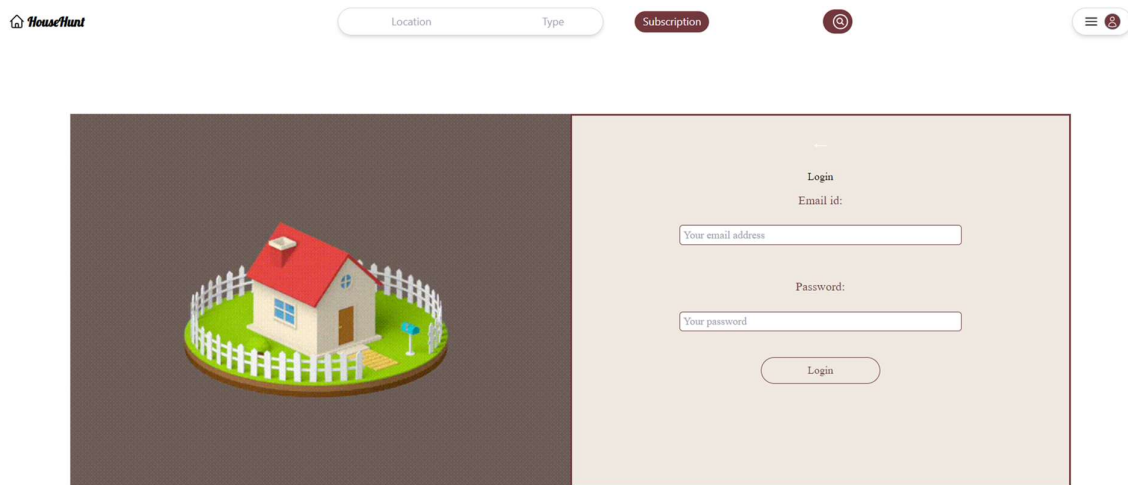 HouseHunt
Location Type
Subscription
Login
Email id:
Your email address
Password:
Your password
Login